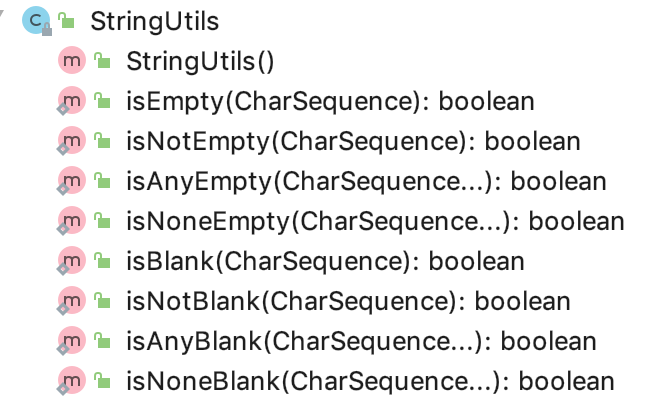 C StringUtils
m StringUtils()
m isEmpty(CharSequence): boolean
m isNotEmpty(CharSequence): boolean
m isAnyEmpty(CharSequence...): boolean
m isNoneEmpty(CharSequence...): boolean
m isBlank(CharSequence): boolean
m isNotBlank(CharSequence): boolean
m isAnyBlank(CharSequence...): boolean
m isNoneBlank(CharSequence...): boolean